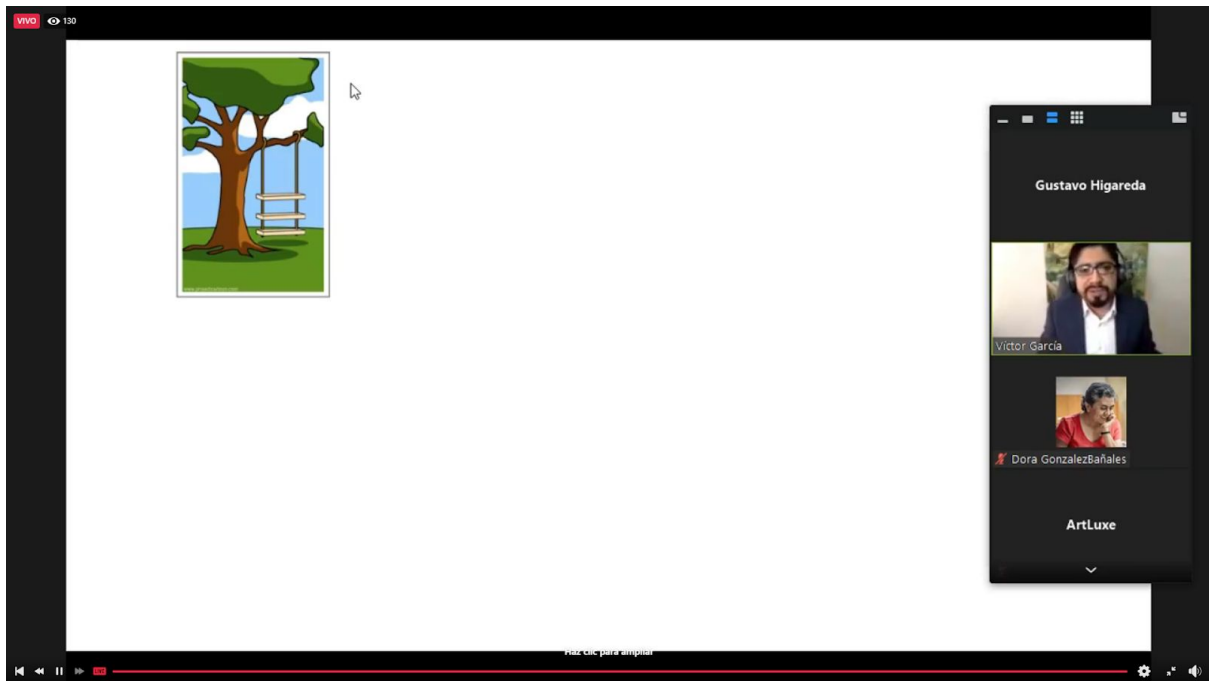 VIVO 130
Gustavo Higareda
Víctor García
Dora GonzalezBañales
ArtLuxe
Haz clic para ampliar